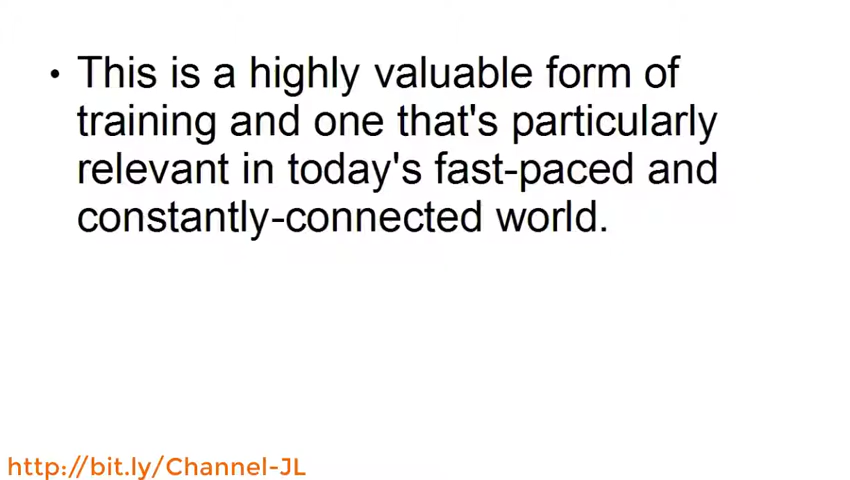 • This is a highly valuable form of
training and one that's particularly
relevant in today's fast-paced and
constantly-connected world.
http://bit.ly/Channel-JL